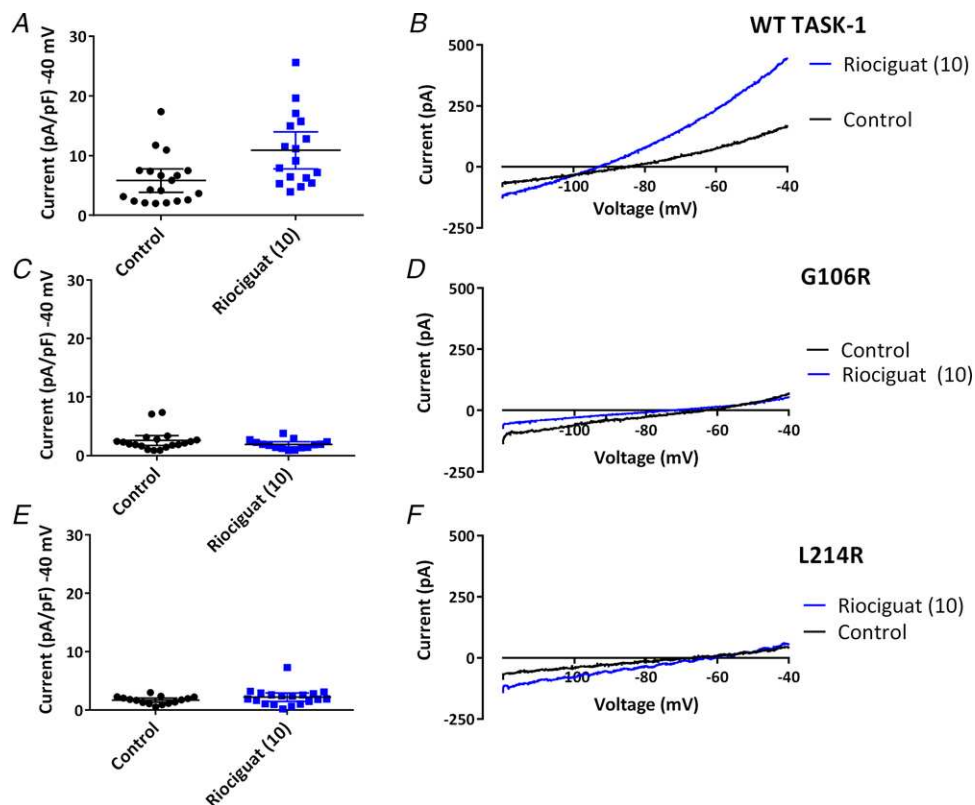 A
Current (pA/pF) -40 mV
30
20
10
0
Control
Riociguat (10)
B
WT TASK-1
Current (pA)
500
250
0
-250
-100
-80
-60
-40
Voltage (mV)
Riociguat (10)
Control
C
Current (pA/pF) -40 mV
30
20
10
0
Control
Riociguat (10)
D
G106R
Current (pA)
500
250
0
-250
-100
-80
-60
-40
Voltage (mV)
Control
Riociguat (10)
E
Current (pA/pF) -40 mV
30
20
10
0
Control
Riociguat (10)
F
L214R
Current (pA)
500
250
0
-250
-100
-80
-60
-40
Voltage (mV)
Riociguat (10)
Control